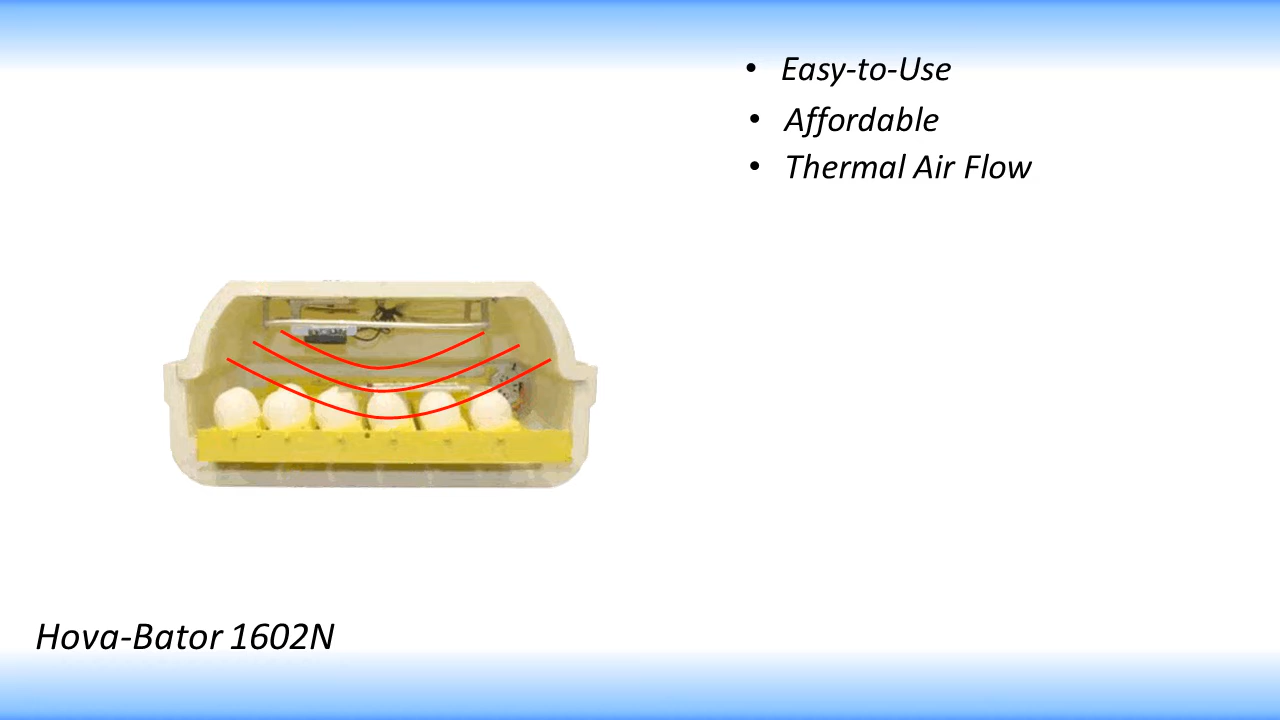 • Easy-to-Use
• Affordable
• Thermal Air Flow
Hova-Bator 1602N